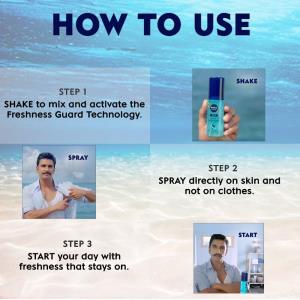 HOW TO USE
STEP 1
SHAKE to mix and activate the
Freshness Guard Technology.
SHAKE
SPRAY
STEP 2
SPRAY directly on skin and
not on clothes.
STEP 3
START your day with
freshness that stays on.
START